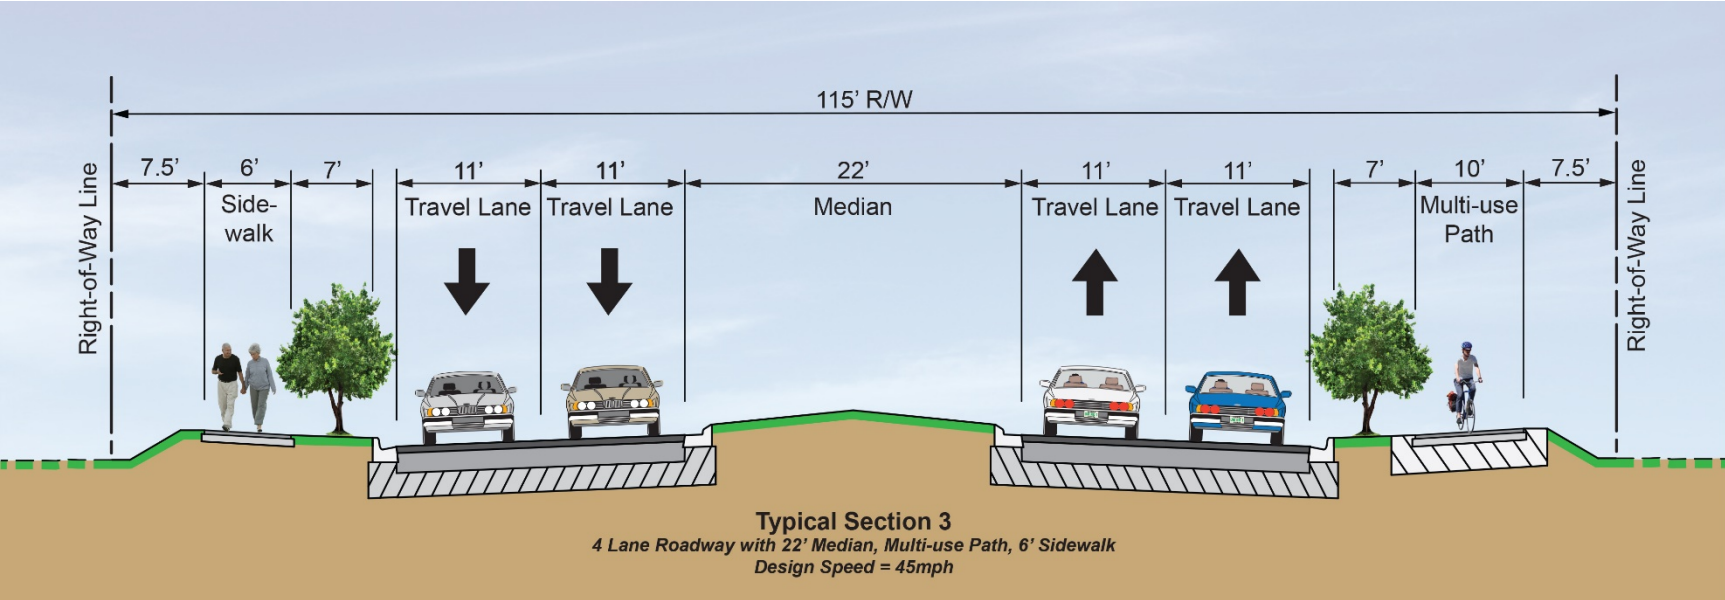 115’ R/W
7.5’ 6’ 7’ 11’ 11’ 22’ 11’ 11’ 7’ 10’ 7.5’
Side-
walk
Travel Lane Travel Lane Median Travel Lane Travel Lane
Multi-use
Path
Right-of-Way Line
Right-of-Way Line
Typical Section 3
4 Lane Roadway with 22’ Median, Multi-use Path, 6’ Sidewalk
Design Speed = 45mph